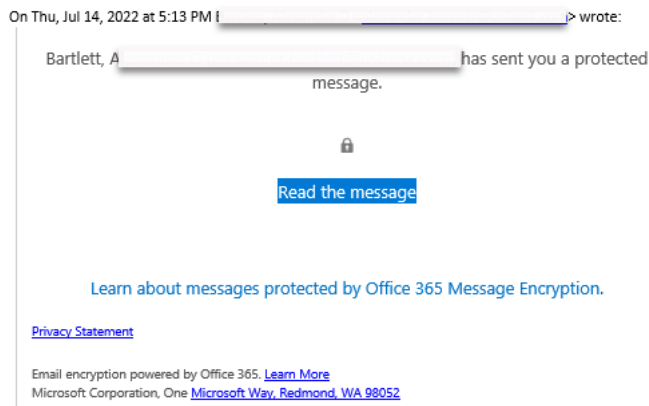 On Thu, Jul 14, 2022 at 5:13 PM > wrote:
Bartlett, A has sent you a protected
message.
Read the message
Learn about messages protected by Office 365 Message Encryption.
Privacy Statement
Email encryption powered by Office 365. Learn More
Microsoft Corporation, One Microsoft Way, Redmond, WA 98052